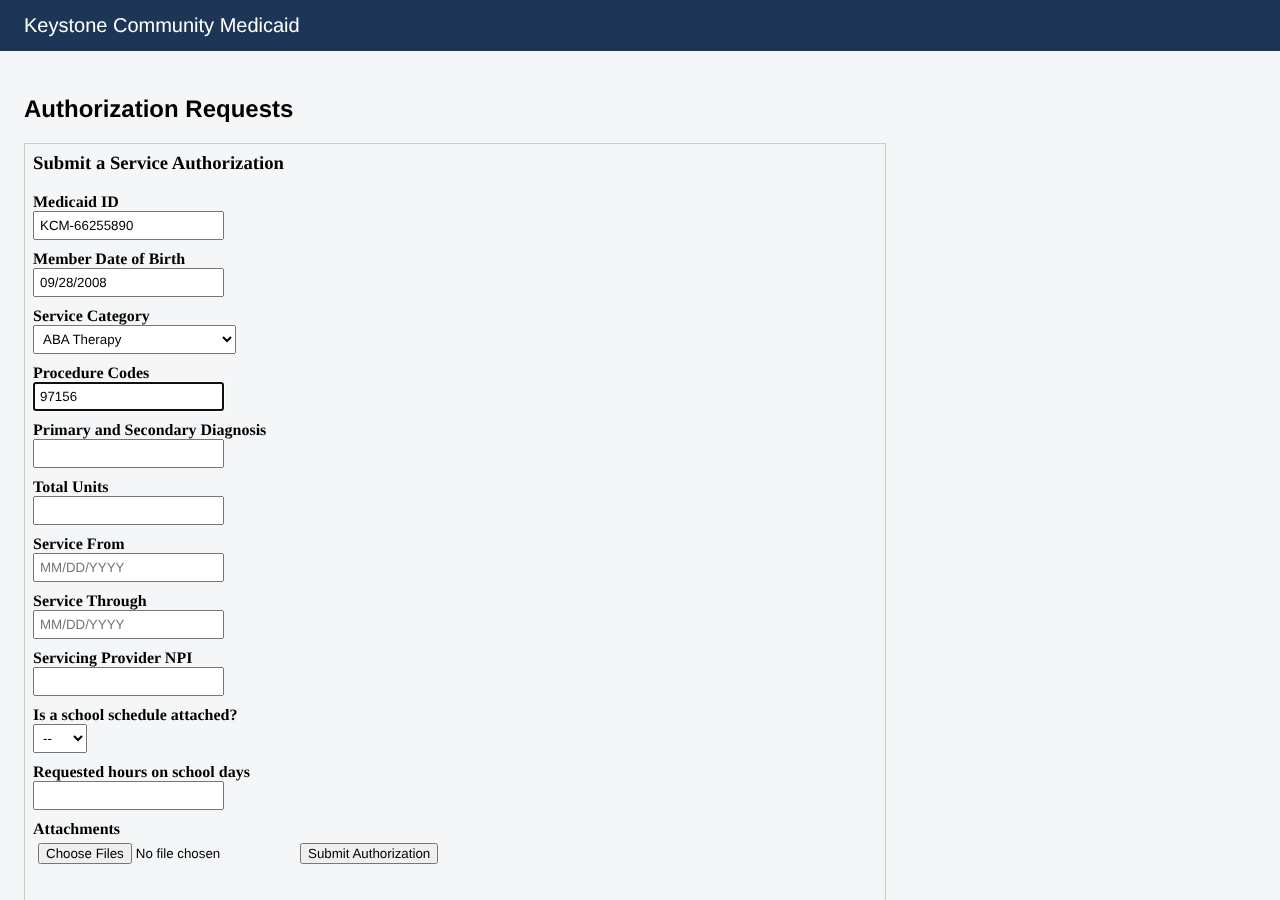 Keystone Community Medicaid
Authorization Requests
Submit a Service Authorization
Medicaid ID
KCM-66255890
Member Date of Birth
09/28/2008
Service Category
ABA Therapy
Procedure Codes
97156
Primary and Secondary Diagnosis
Total Units
Service From
MM/DD/YYYY
Service Through
MM/DD/YYYY
Servicing Provider NPI
Is a school schedule attached?
--
Requested hours on school days
Attachments
Choose Files No file chosen Submit Authorization